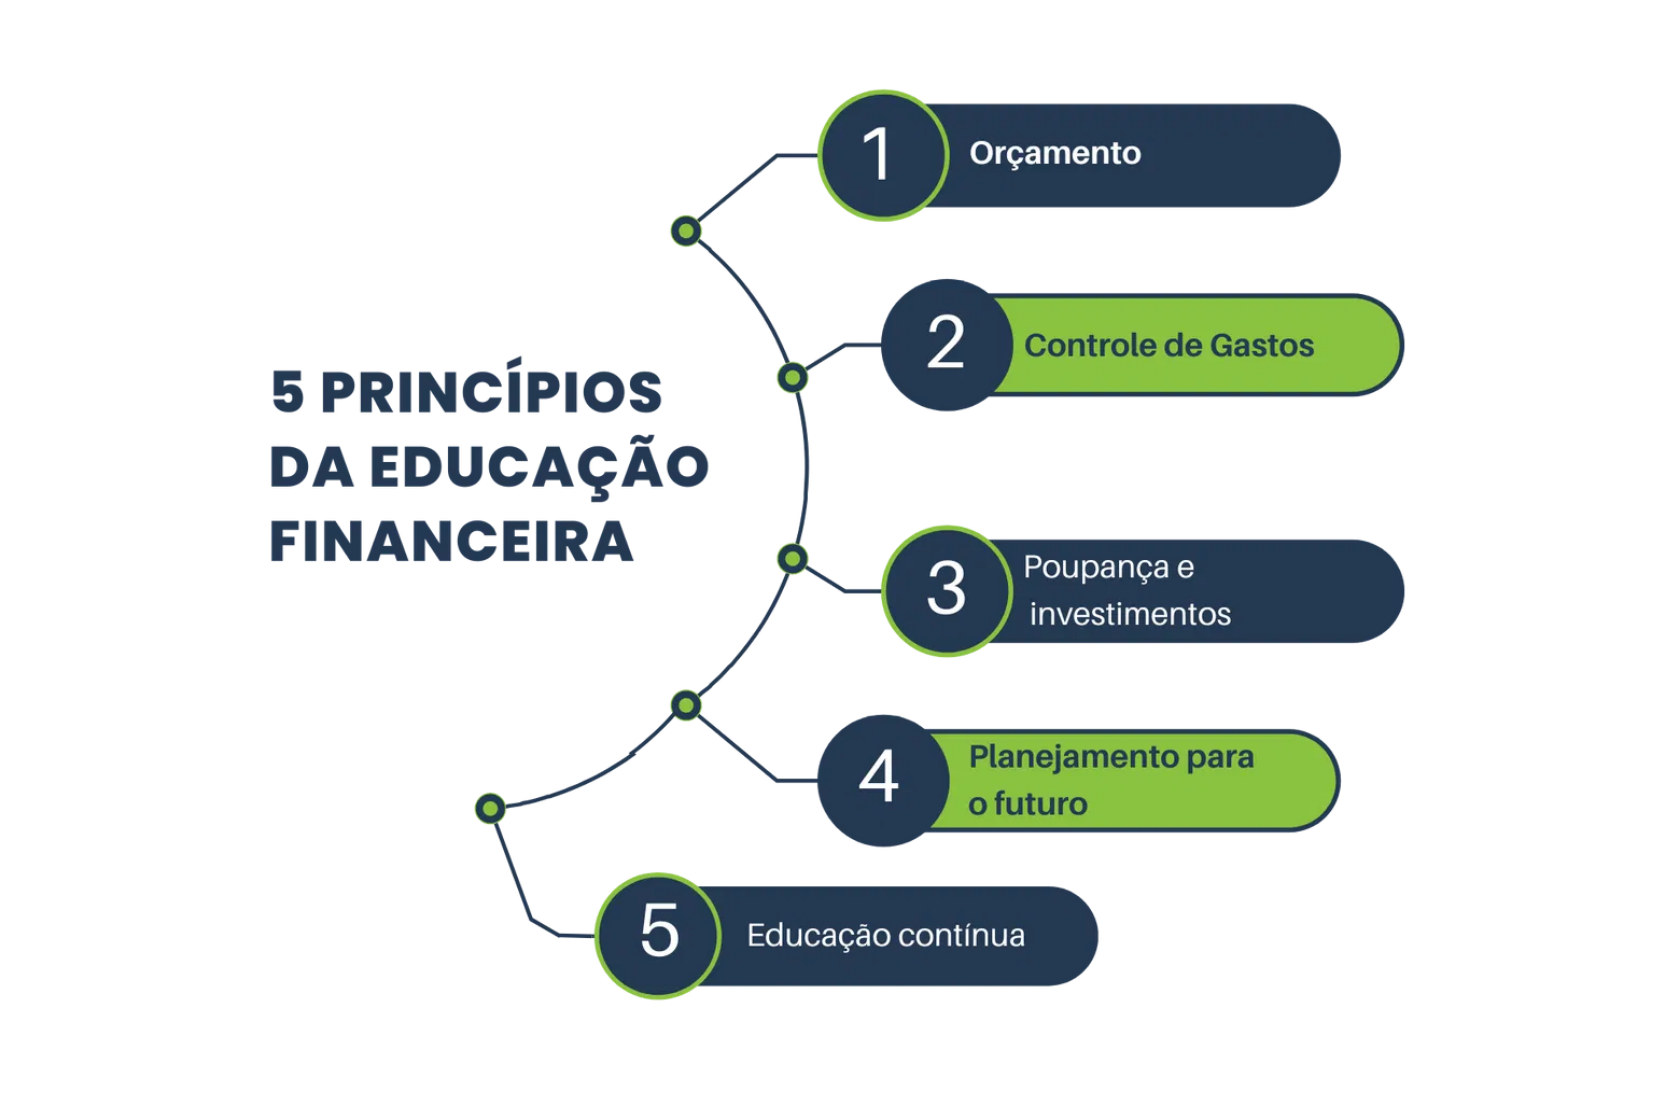 5 PRINCÍPIOS
DA EDUCAÇÃO
FINANCEIRA
1
Orçamento
2
Controle de Gastos
3
Poupança e
investimentos
4
Planejamento para
o futuro
5
Educação contínua